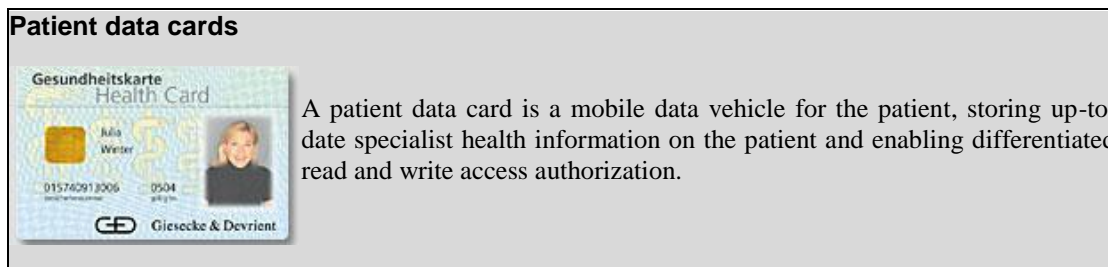 Patient data cards
Gesundheitskarte
Health Card
Julia
Winter
015740913006 0504
Giesecke & Devrient
A patient data card is a mobile data vehicle for the patient, storing up-to
date specialist health information on the patient and enabling differentiated
read and write access authorization.